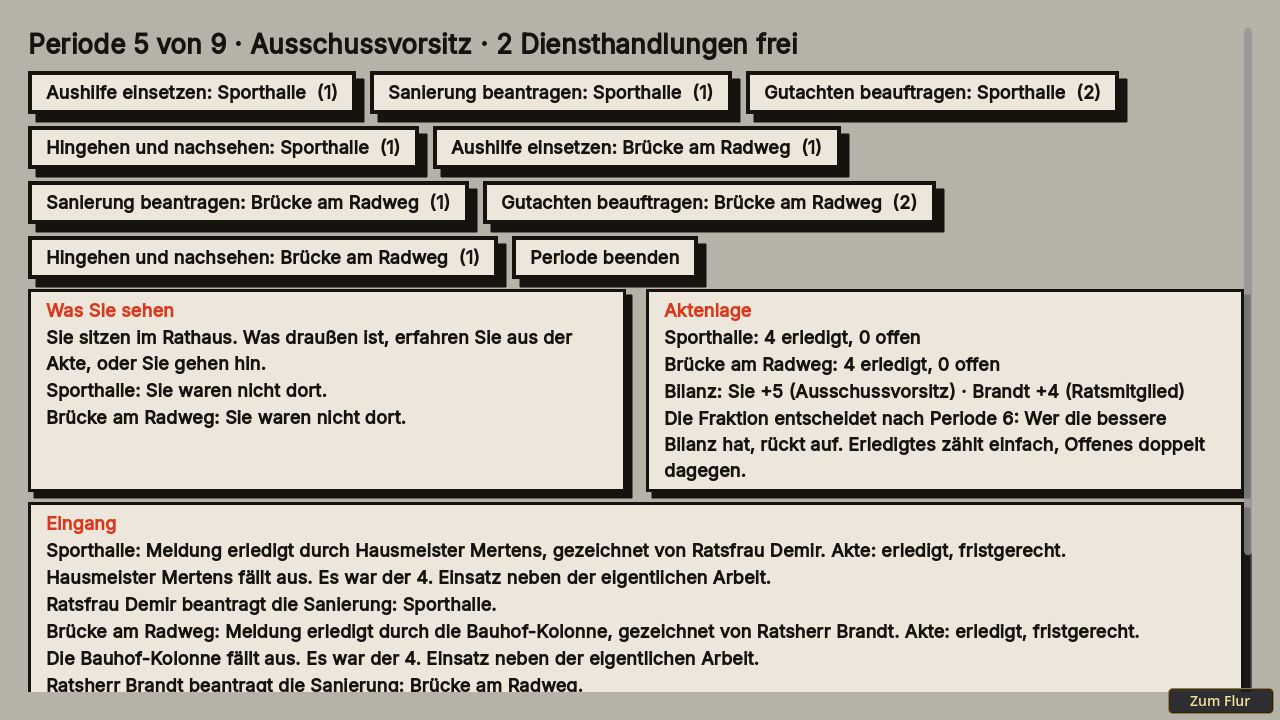 Periode 5 von 9 · Ausschussvorsitz · 2 Diensthandlungen frei
Aushilfe einsetzen: Sporthalle (1)
Sanierung beantragen: Sporthalle (1)
Gutachten beauftragen: Sporthalle (2)
Hingehen und nachsehen: Sporthalle (1)
Aushilfe einsetzen: Brücke am Radweg (1)
Sanierung beantragen: Brücke am Radweg (1)
Gutachten beauftragen: Brücke am Radweg (2)
Hingehen und nachsehen: Brücke am Radweg (1)
Periode beenden
Was Sie sehen
Sie sitzen im Rathaus. Was draußen ist, erfahren Sie aus der
Akte, oder Sie gehen hin.
Sporthalle: Sie waren nicht dort.
Brücke am Radweg: Sie waren nicht dort.
Aktenlage
Sporthalle: 4 erledigt, 0 offen
Brücke am Radweg: 4 erledigt, 0 offen
Bilanz: Sie +5 (Ausschussvorsitz) · Brandt +4 (Ratsmitglied)
Die Fraktion entscheidet nach Periode 6: Wer die bessere
Bilanz hat, rückt auf. Erledigtes zählt einfach, Offenes doppelt
dagegen.
Eingang
Sporthalle: Meldung erledigt durch Hausmeister Mertens, gezeichnet von Ratsfrau Demir. Akte: erledigt, fristgerecht.
Hausmeister Mertens fällt aus. Es war der 4. Einsatz neben der eigentlichen Arbeit.
Ratsfrau Demir beantragt die Sanierung: Sporthalle.
Brücke am Radweg: Meldung erledigt durch die Bauhof-Kolonne, gezeichnet von Ratsherr Brandt. Akte: erledigt, fristgerecht.
Die Bauhof-Kolonne fällt aus. Es war der 4. Einsatz neben der eigentlichen Arbeit.
Ratsherr Brandt beantragt die Sanierung: Brücke am Radweg.
Zum Flur